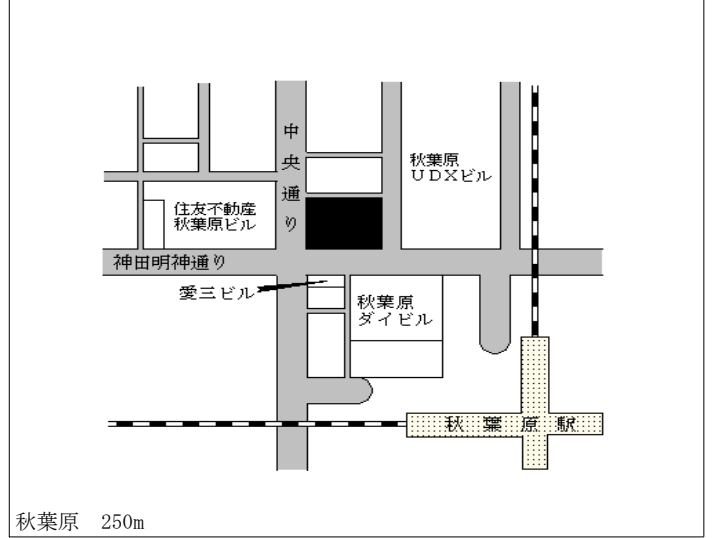 中央通り
秋葉原
ＵＤＸビル
住友不動産
秋葉原ビル
神田明神通り
愛三ビル
秋葉原
ダイビル
秋葉原駅
秋葉原　250m